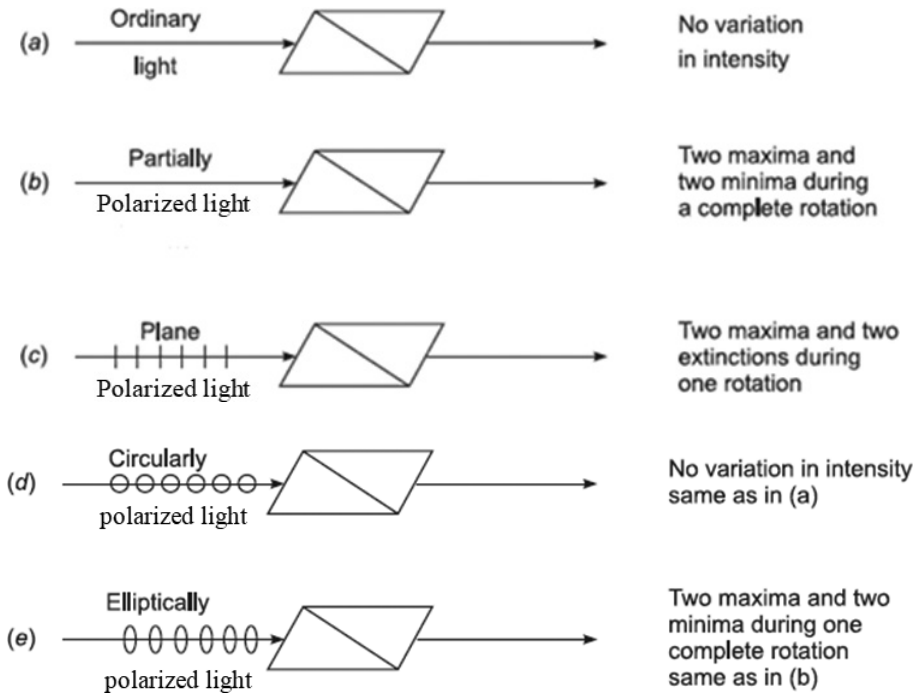 (a)
Ordinary
light
No variation
in intensity
(b)
Partially
Polarized light
Two maxima and
two minima during
a complete rotation
(c)
Plane
Polarized light
Two maxima and two
extinctions during
one rotation
(d)
Circularly
polarized light
No variation in intensity
same as in (a)
(e)
Elliptically
polarized light
Two maxima and two
minima during one
complete rotation
same as in (b)